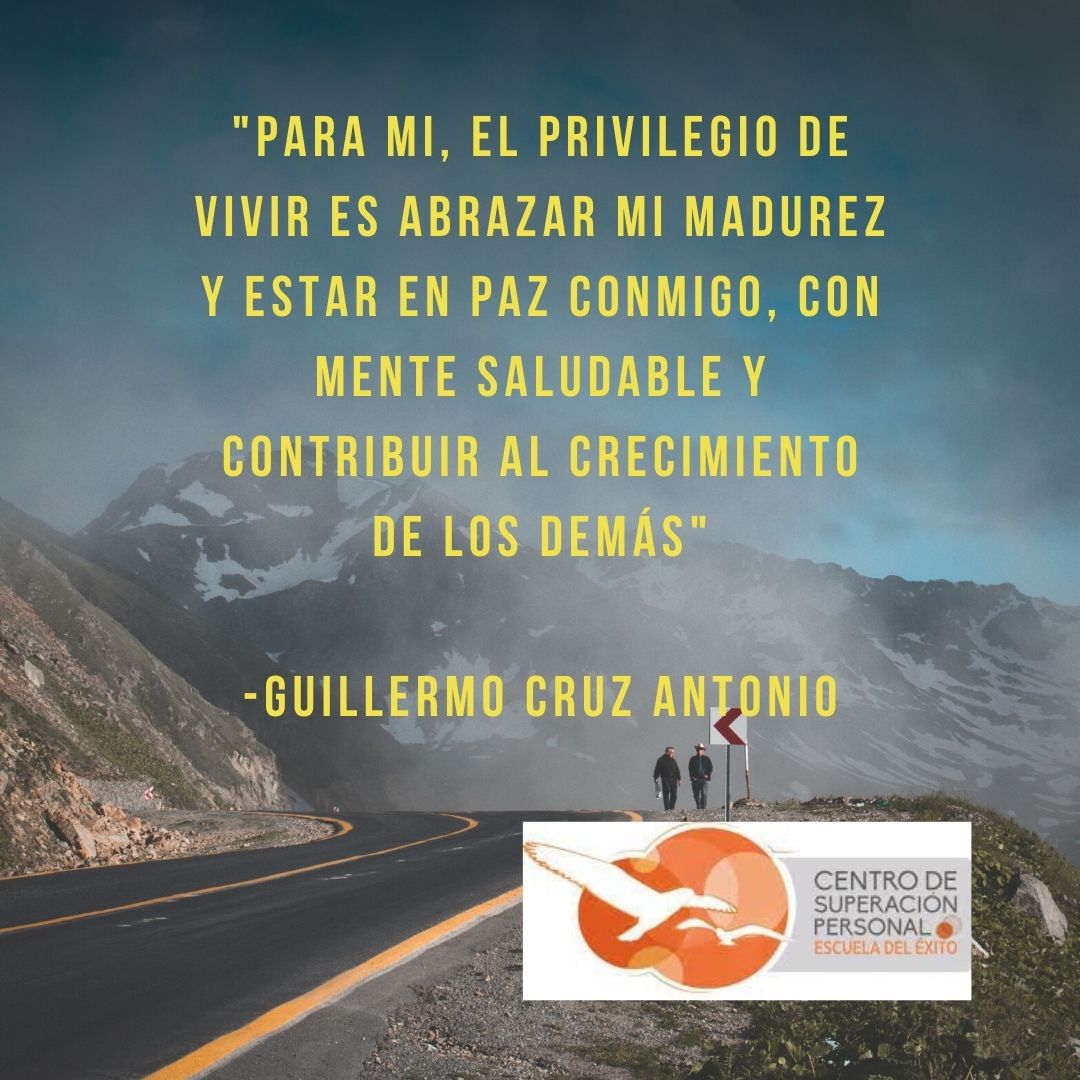 "PARA MI, EL PRIVILEGIO DE
VIVIR ES ABRAZAR MI MADUREZ
Y ESTAR EN PAZ CONMIGO, CON
MENTE SALUDABLE Y
CONTRIBUIR AL CRECIMIENTO
DE LOS DEMÁS"
-GUILLERMO CRUZ ANTONIO
CENTRO DE
SUPERACIÓN
PERSONAL
ESCUELA DEL ÉXITO